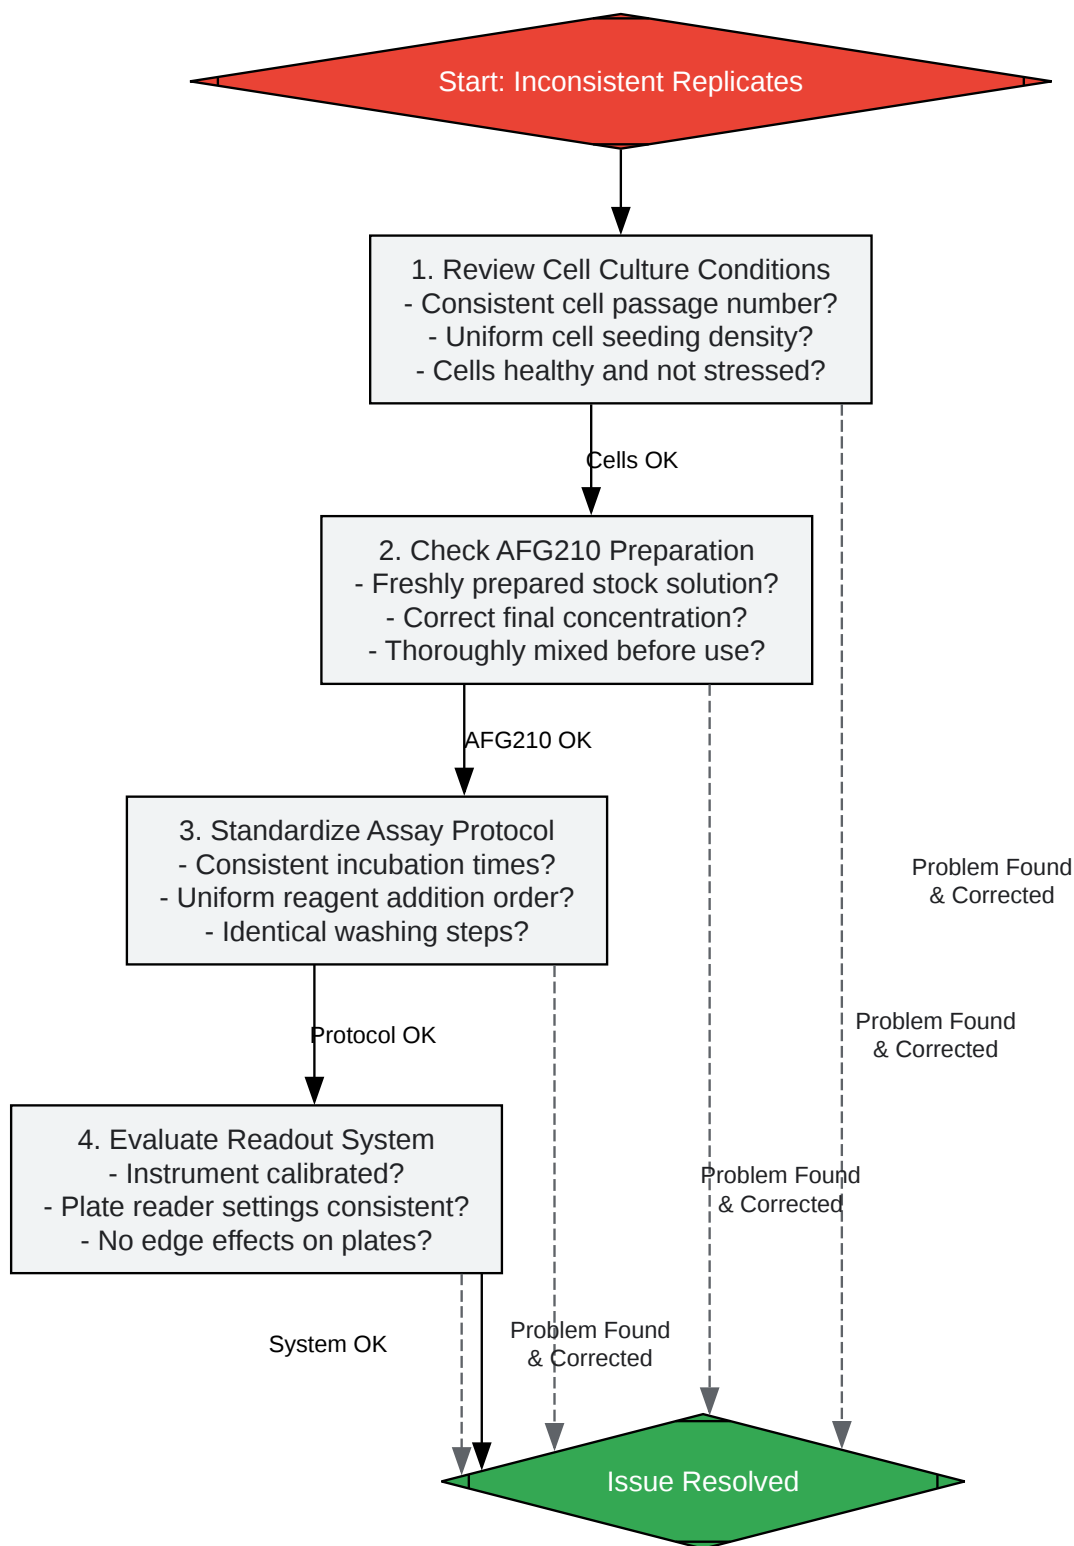 Start: Inconsistent Replicates
1. Review Cell Culture Conditions
- Consistent cell passage number?
- Uniform cell seeding density?
- Cells healthy and not stressed?
Cells OK
2. Check AFG210 Preparation
- Freshly prepared stock solution?
- Correct final concentration?
- Thoroughly mixed before use?
AFG210 OK
3. Standardize Assay Protocol
- Consistent incubation times?
- Uniform reagent addition order?
- Identical washing steps?
Problem Found
& Corrected
Protocol OK
Problem Found
& Corrected
4. Evaluate Readout System
- Instrument calibrated?
- Plate reader settings consistent?
- No edge effects on plates?
Problem Found
& Corrected
System OK
Problem Found
& Corrected
Issue Resolved